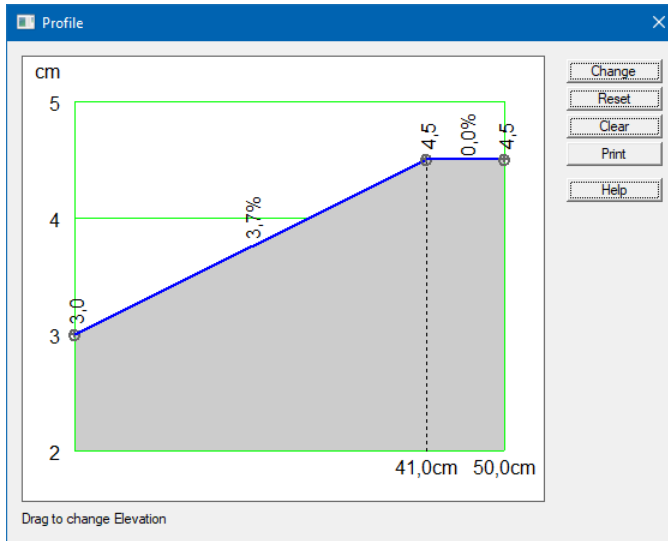 Profile
cm
Change
Reset
Clear
Print
Help
5
4
3
2
3,0
3,7%
4,5
0,0%
4,5
41,0cm
50,0cm
Drag to change Elevation